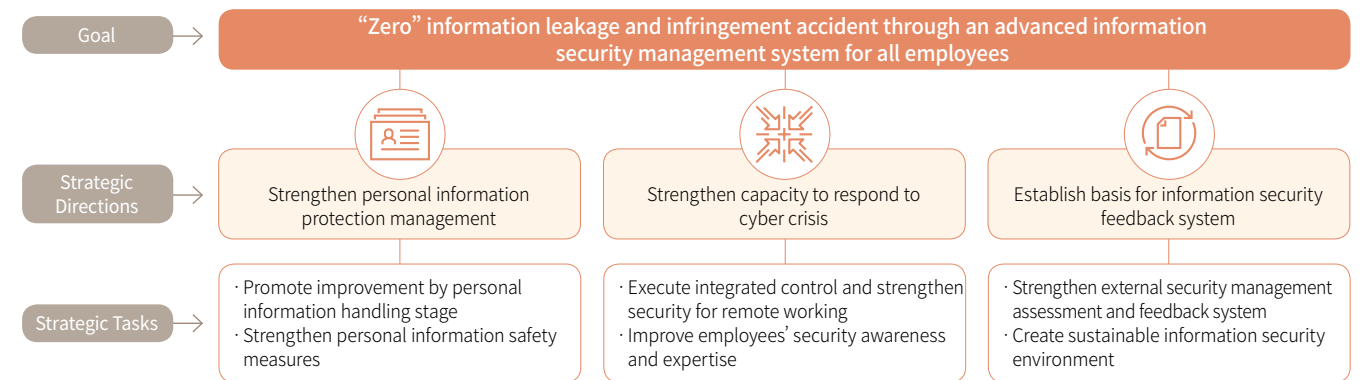 Goal
“Zero” information leakage and infringement accident through an advanced information
security management system for all employees
Strategic
Directions
Strengthen personal information
protection management
Strengthen capacity to respond to
cyber crisis
Establish basis for information security
feedback system
Strategic Tasks
· Promote improvement by personal
information handling stage
· Strengthen personal information safety
measures
· Execute integrated control and strengthen
security for remote working
· Improve employees’ security awareness
and expertise
· Strengthen external security management
assessment and feedback system
· Create sustainable information security
environment